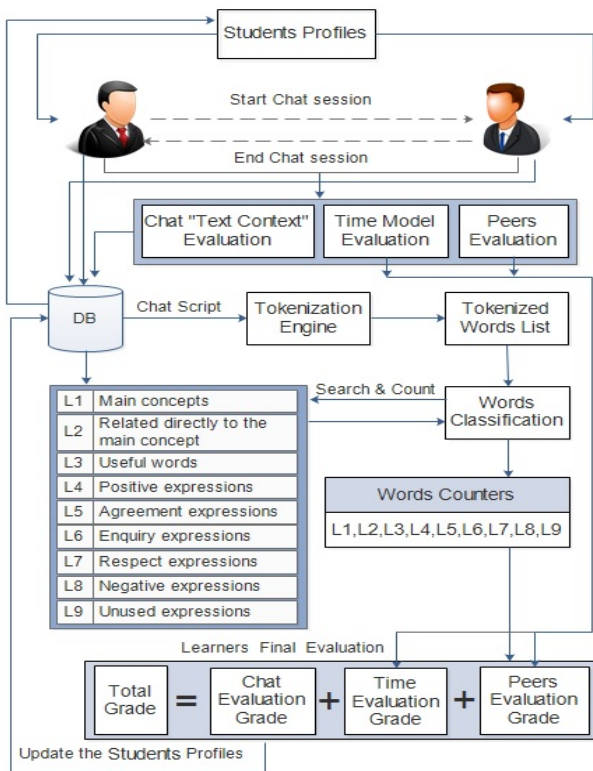 Students Profiles
Start Chat session
End Chat session
Chat "Text Context"
Evaluation
Time Model
Evaluation
Peers
Evaluation
DB
Chat Script
Tokenization
Engine
Tokenized
Words List
Search & Count
Words
Classification
L1 Main concepts
L2 Related directly to the
main concept
L3 Useful words
L4 Positive expressions
L5 Agreement expressions
L6 Enquiry expressions
L7 Respect expressions
L8 Negative expressions
L9 Unused expressions
Words Counters
L1,L2,L3,L4,L5,L6,L7,L8,L9
Learners Final Evaluation
Total
Grade
=
Chat
Evaluation
Grade
+
Time
Evaluation
Grade
+
Peers
Evaluation
Grade
Update the Students Profiles